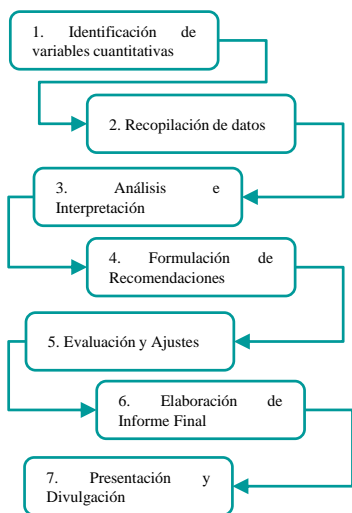 1. Identificación de
variables cuantitativas
2. Recopilación de datos
3. Análisis e
Interpretación
4. Formulación de
Recomendaciones
5. Evaluación y Ajustes
6. Elaboración de
Informe Final
7. Presentación y
Divulgación